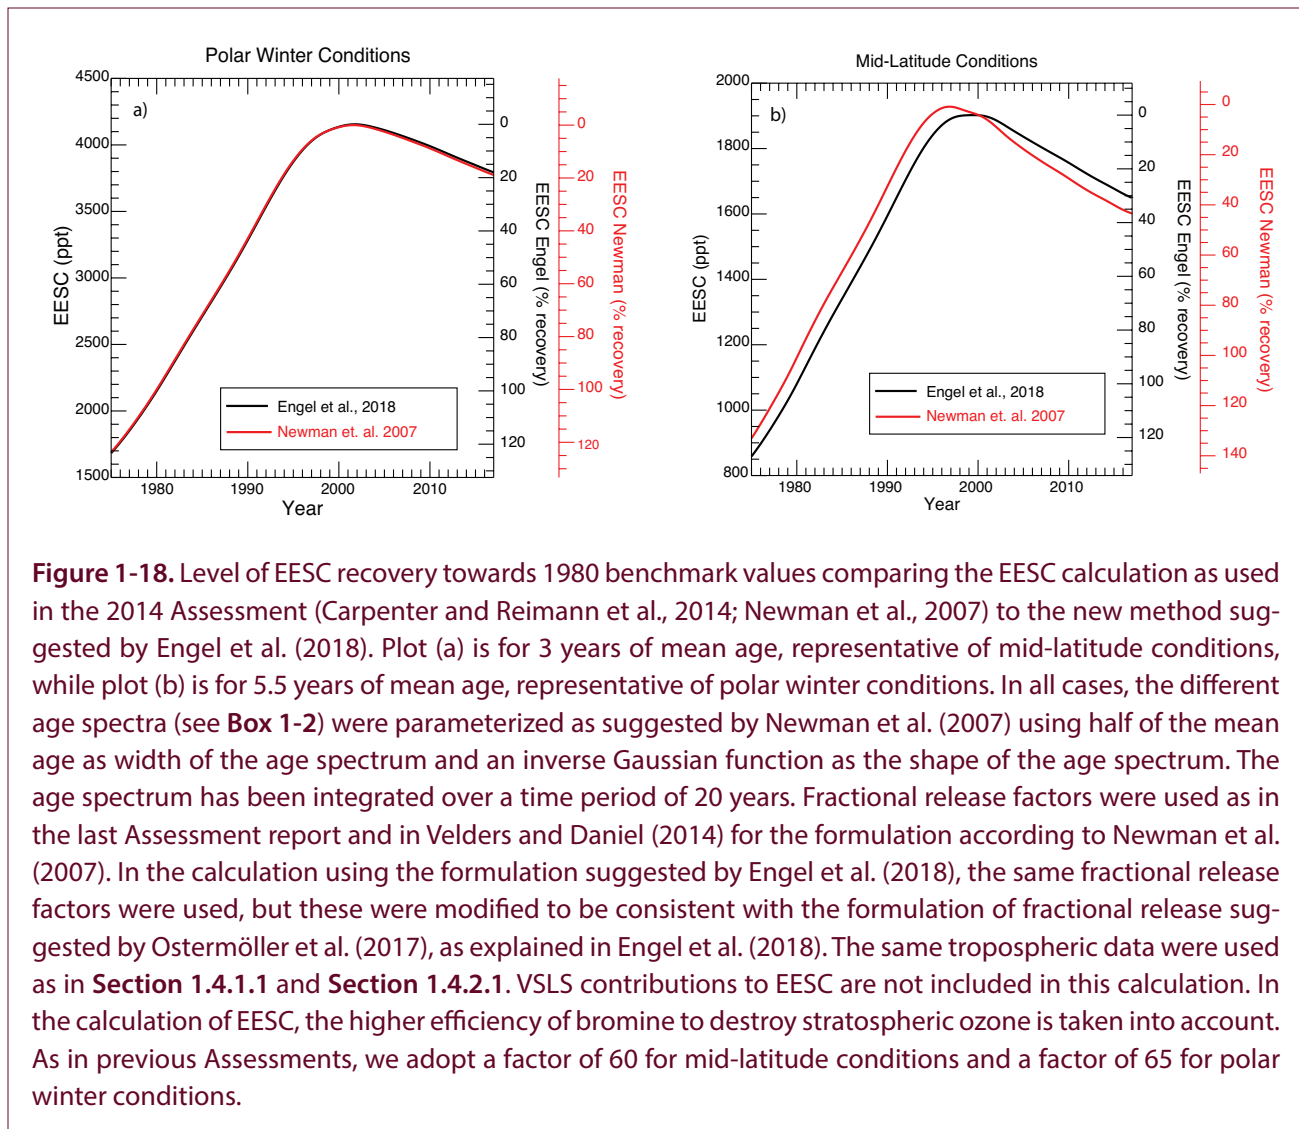 Polar Winter Conditions
4500
4000
3500
3000
2500
2000
1500
EESC (ppt)
a)
1980
1990
2000
2010
Year
0
20
40
60
80
100
120
EESC Engel (% recovery)
0
20
40
60
80
100
120
EESC Newman (% recovery)
Engel et al., 2018
Newman et. al. 2007
Mid-Latitude Conditions
2000
1800
1600
1400
1200
1000
800
EESC (ppt)
b)
1980
1990
2000
2010
Year
0
20
40
60
80
100
120
EESC Engel (% recovery)
0
20
40
60
80
100
120
140
EESC Newman (% recovery)
Engel et al., 2018
Newman et. al. 2007
Figure 1-18. Level of EESC recovery towards 1980 benchmark values comparing the EESC calculation as used
in the 2014 Assessment (Carpenter and Reimann et al., 2014; Newman et al., 2007) to the new method sug-
gested by Engel et al. (2018). Plot (a) is for 3 years of mean age, representative of mid-latitude conditions,
while plot (b) is for 5.5 years of mean age, representative of polar winter conditions. In all cases, the different
age spectra (see Box 1-2) were parameterized as suggested by Newman et al. (2007) using half of the mean
age as width of the age spectrum and an inverse Gaussian function as the shape of the age spectrum. The
age spectrum has been integrated over a time period of 20 years. Fractional release factors were used as in
the last Assessment report and in Velders and Daniel (2014) for the formulation according to Newman et al.
(2007). In the calculation using the formulation suggested by Engel et al. (2018), the same fractional release
factors were used, but these were modified to be consistent with the formulation of fractional release sug-
gested by Ostermöller et al. (2017), as explained in Engel et al. (2018). The same tropospheric data were used
as in Section 1.4.1.1 and Section 1.4.2.1. VSLS contributions to EESC are not included in this calculation. In
the calculation of EESC, the higher efficiency of bromine to destroy stratospheric ozone is taken into account.
As in previous Assessments, we adopt a factor of 60 for mid-latitude conditions and a factor of 65 for polar
winter conditions.